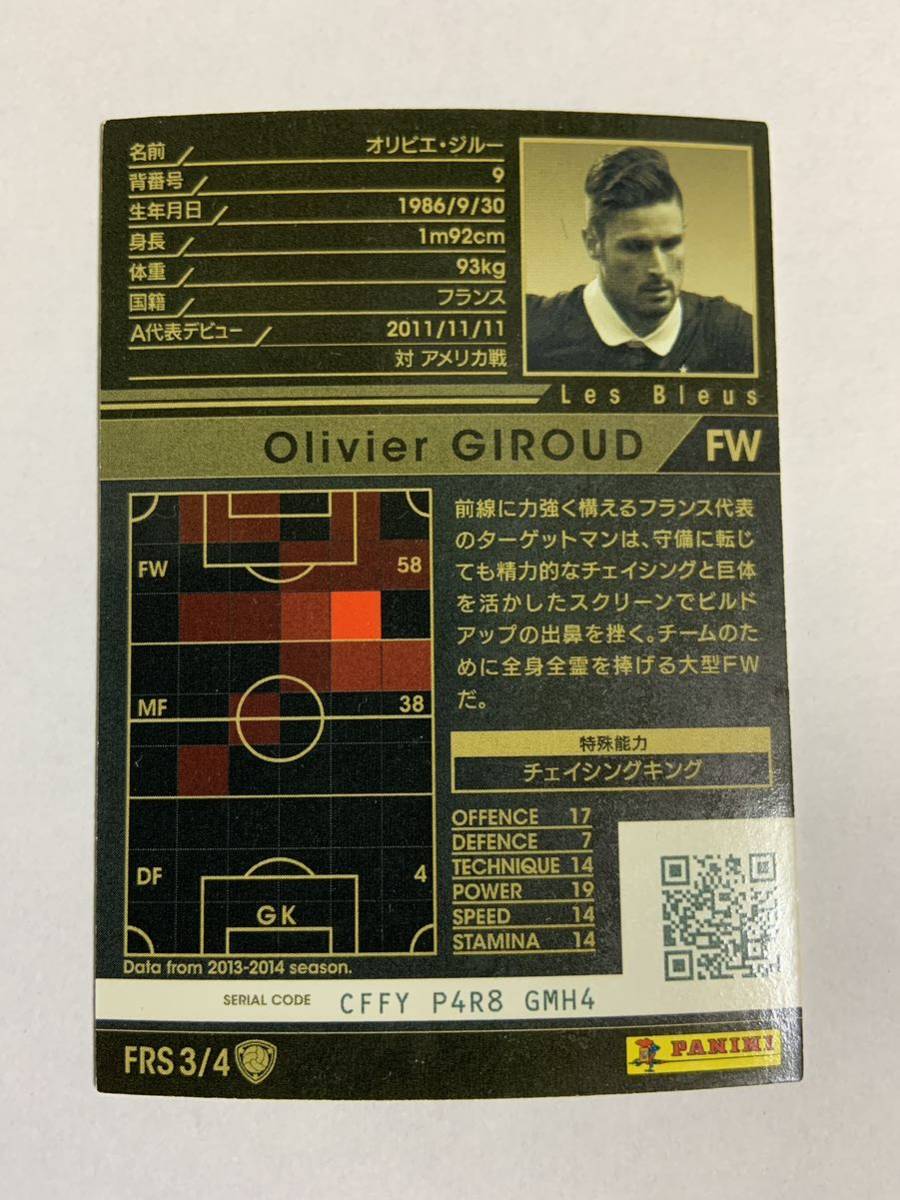 名前 オリビエ・ジルー
背番号 9
生年月日 1986/9/30
身長 1m92cm
体重 93kg
国籍 フランス
A代表デビュー 2011/11/11
対 アメリカ戦
Les Bleus
Olivier GIROUD FW
FW 58
MF 38
DF 4
GK
Data from 2013-2014 season.
前線に力強く構えるフランス代表
のターゲットマンは、守備に転じ
ても精力的なチェイシングと巨体
を活かしたスクリーンでビルド
アップの出鼻を挫く。チームのた
めに全身全霊を捧げる大型FW
だ。
特殊能力
チェイシングキング
OFFENCE 17
DEFENCE 7
TECHNIQUE 14
POWER 19
SPEED 14
STAMINA 14
SERIAL CODE CFFY P4R8 GMH4
FRS 3/4
PANINI